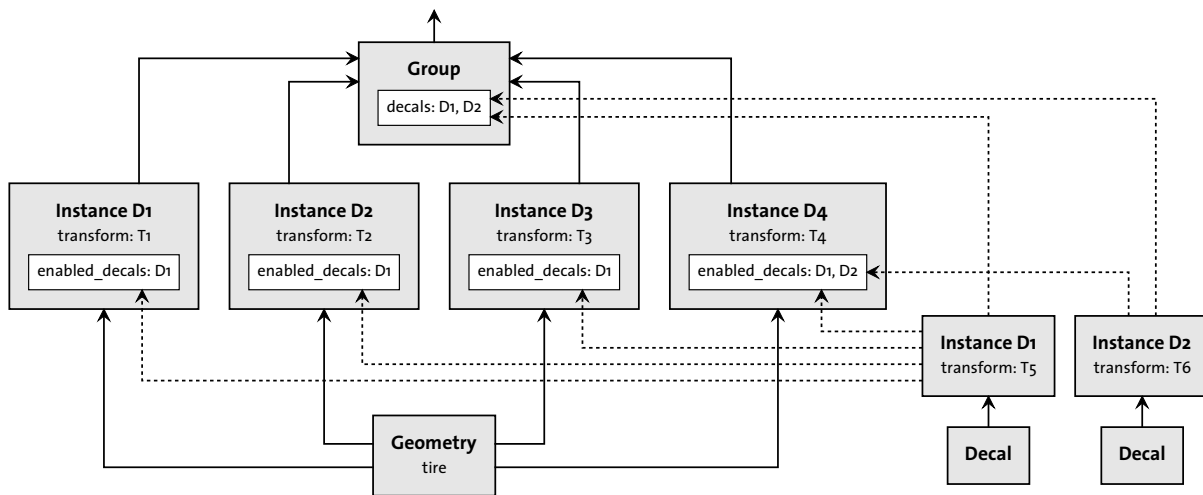 Group
decals: D1, D2
Instance D1
transform: T1
enabled_decals: D1
Instance D2
transform: T2
enabled_decals: D1
Instance D3
transform: T3
enabled_decals: D1
Instance D4
transform: T4
enabled_decals: D1, D2
Instance D1
transform: T5
Instance D2
transform: T6
Geometry
tire
Decal
Decal